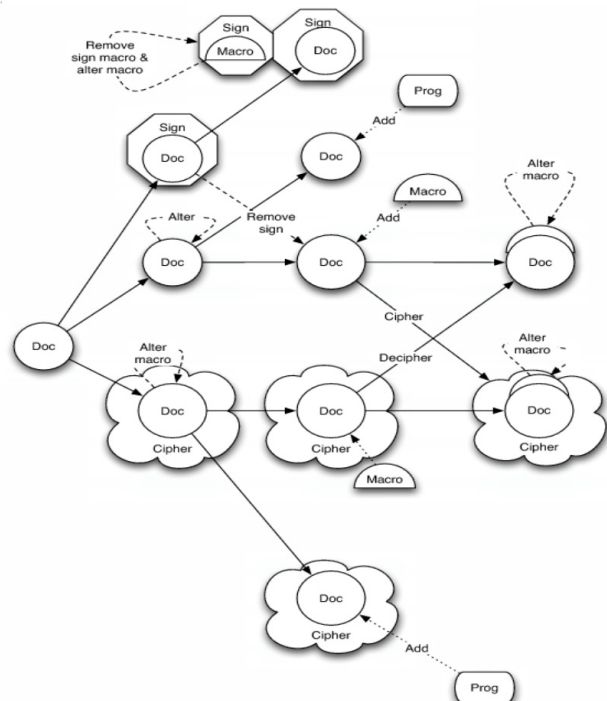 Sign
Sign
Remove
sign macro &
alter macro
Macro
Doc
Prog
Add
Sign
Doc
Doc
Alter
macro
Macro
Alter
Remove
sign
Add
Doc
Doc
Doc
Cipher
Doc
Decipher
Alter
macro
Alter
macro
Doc
Doc
Doc
Cipher
Cipher
Cipher
Macro
Doc
Cipher
Add
Prog